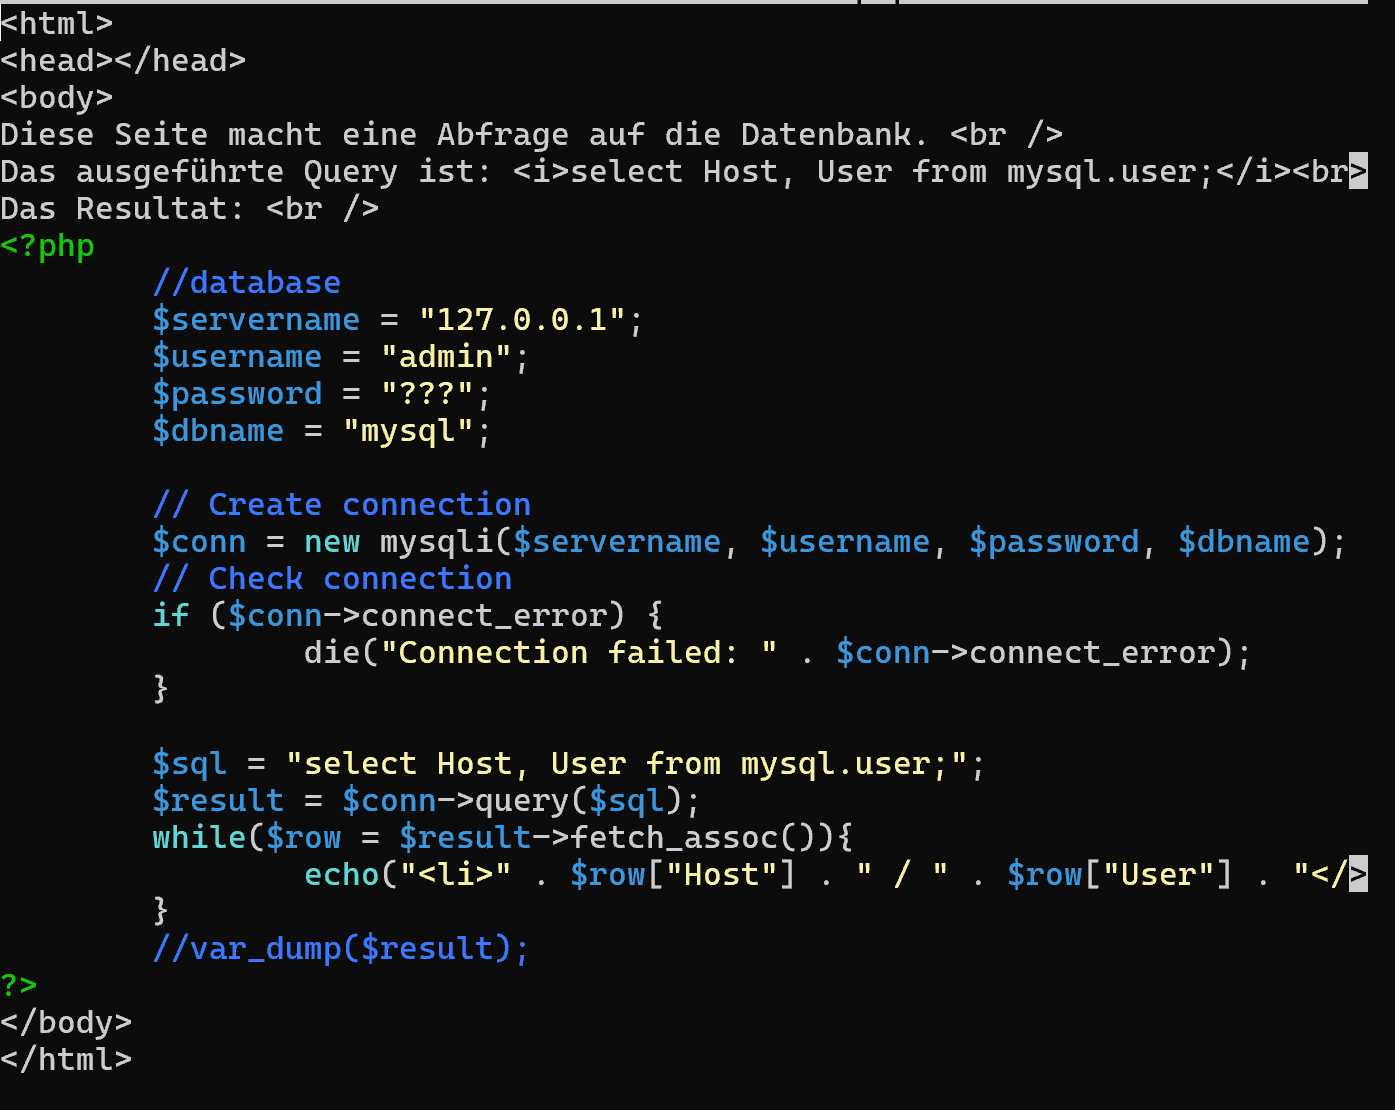 <html>
<head></head>
<body>
Diese Seite macht eine Abfrage auf die Datenbank. <br />
Das ausgeführte Query ist: <i>select Host, User from mysql.user;</i><br>
Das Resultat: <br />
<?php
        //database
        $servername = "127.0.0.1";
        $username = "admin";
        $password = "???";
        $dbname = "mysql";

        // Create connection
        $conn = new mysqli($servername, $username, $password, $dbname);
        // Check connection
        if ($conn->connect_error) {
                die("Connection failed: " . $conn->connect_error);
        }

        $sql = "select Host, User from mysql.user;";
        $result = $conn->query($sql);
        while($row = $result->fetch_assoc()){
                echo("<li>" . $row["Host"] . " / " . $row["User"] . "</>
        }
        //var_dump($result);
?>
</body>
</html>